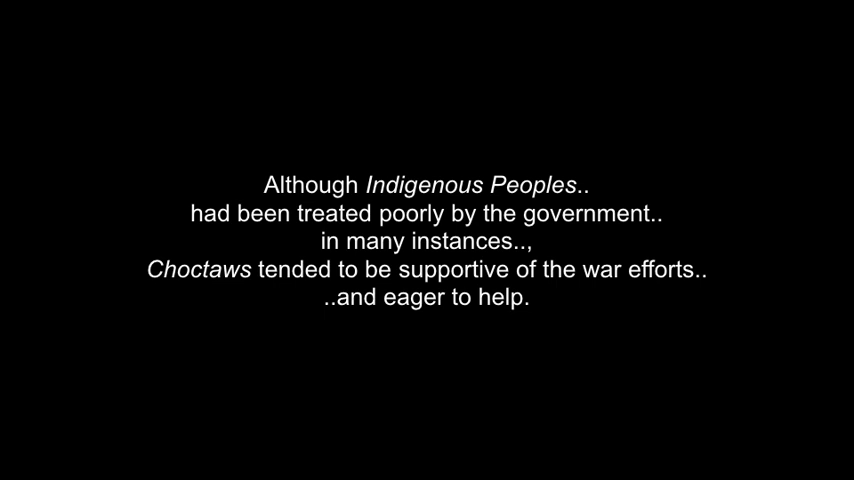 Although Indigenous Peoples..
had been treated poorly by the government..
in many instances..,
Choctaws tended to be supportive of the war efforts..
..and eager to help.